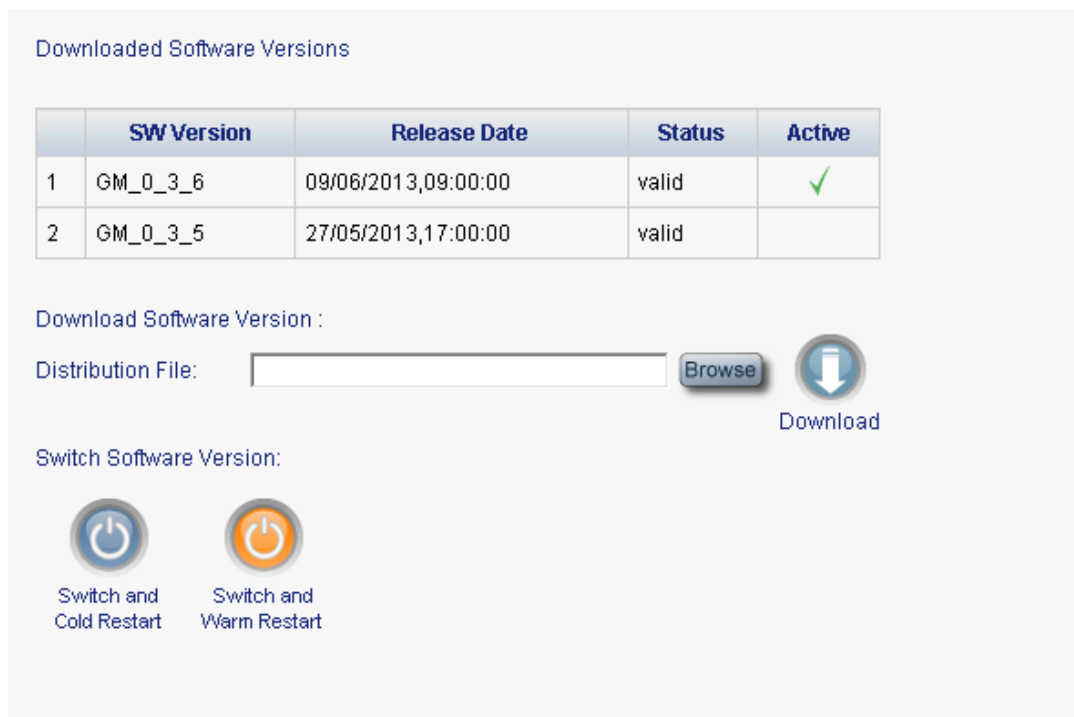 Downloaded Software Versions
SW Version Release Date Status Active
1 GM_0_3_6 09/06/2013,09:00:00 valid
2 GM_0_3_5 27/05/2013,17:00:00 valid
Download Software Version :
Distribution File: Browse
Download
Switch Software Version:
Switch and Switch and
Cold Restart Warm Restart